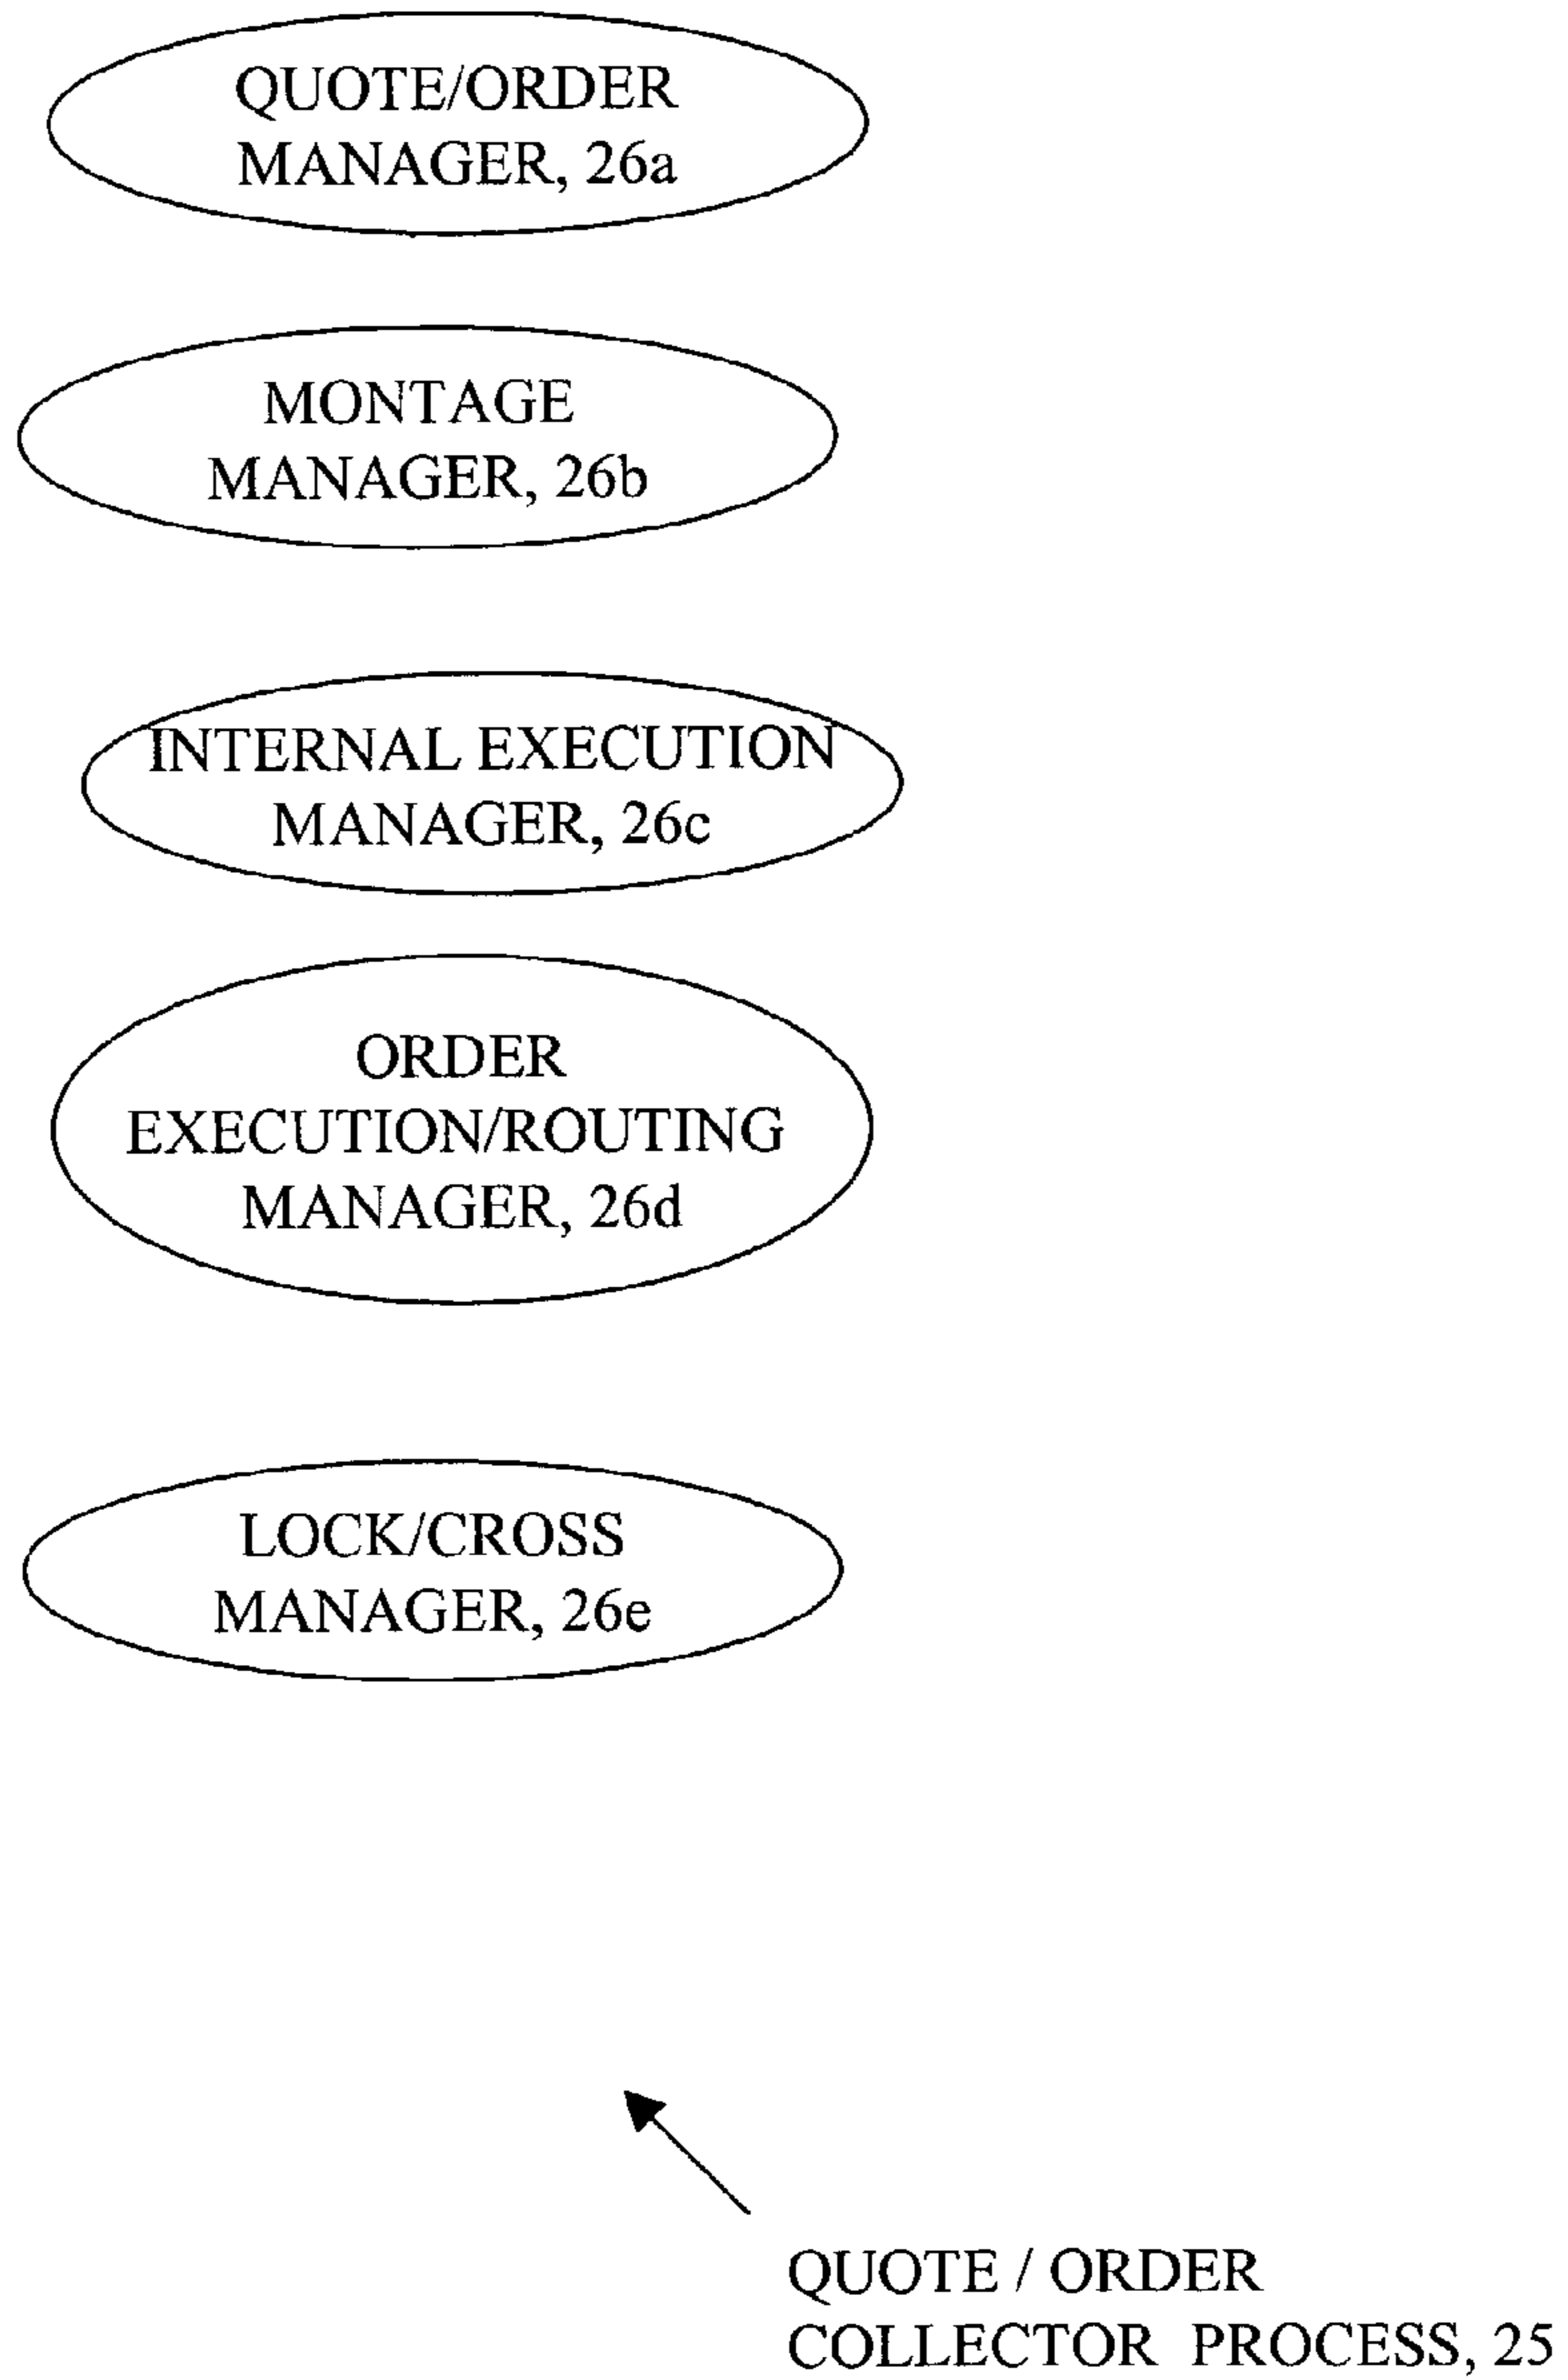 QUOTE/ORDER
MANAGER, 26a
MONTAGE
MANAGER, 26b
INTERNAL EXECUTION
MANAGER, 26c
ORDER
EXECUTION/ROUTING
MANAGER, 26d
LOCK/CROSS
MANAGER, 26e
QUOTE / ORDER
COLLECTOR PROCESS, 25